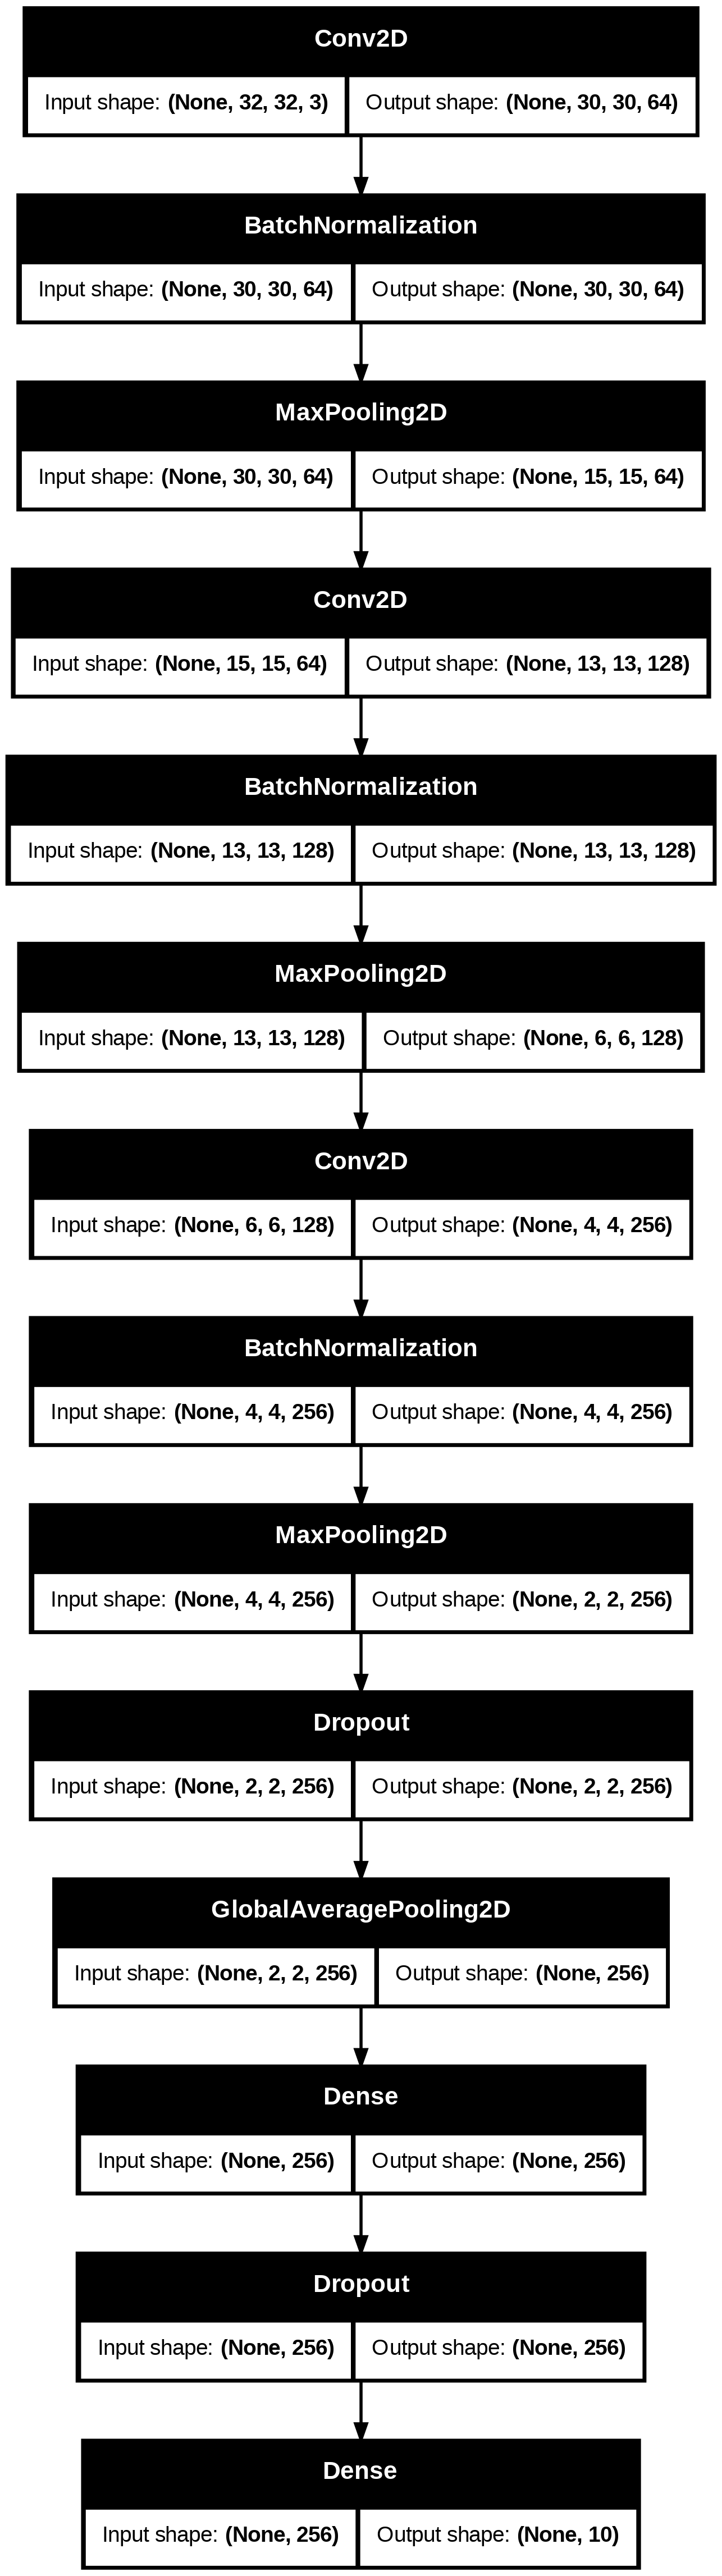 Conv2D
Input shape: (None, 32, 32, 3) Output shape: (None, 30, 30, 64)
BatchNormalization
Input shape: (None, 30, 30, 64) Output shape: (None, 30, 30, 64)
MaxPooling2D
Input shape: (None, 30, 30, 64) Output shape: (None, 15, 15, 64)
Conv2D
Input shape: (None, 15, 15, 64) Output shape: (None, 13, 13, 128)
BatchNormalization
Input shape: (None, 13, 13, 128) Output shape: (None, 13, 13, 128)
MaxPooling2D
Input shape: (None, 13, 13, 128) Output shape: (None, 6, 6, 128)
Conv2D
Input shape: (None, 6, 6, 128) Output shape: (None, 4, 4, 256)
BatchNormalization
Input shape: (None, 4, 4, 256) Output shape: (None, 4, 4, 256)
MaxPooling2D
Input shape: (None, 4, 4, 256) Output shape: (None, 2, 2, 256)
Dropout
Input shape: (None, 2, 2, 256) Output shape: (None, 2, 2, 256)
GlobalAveragePooling2D
Input shape: (None, 2, 2, 256) Output shape: (None, 256)
Dense
Input shape: (None, 256) Output shape: (None, 256)
Dropout
Input shape: (None, 256) Output shape: (None, 256)
Dense
Input shape: (None, 256) Output shape: (None, 10)